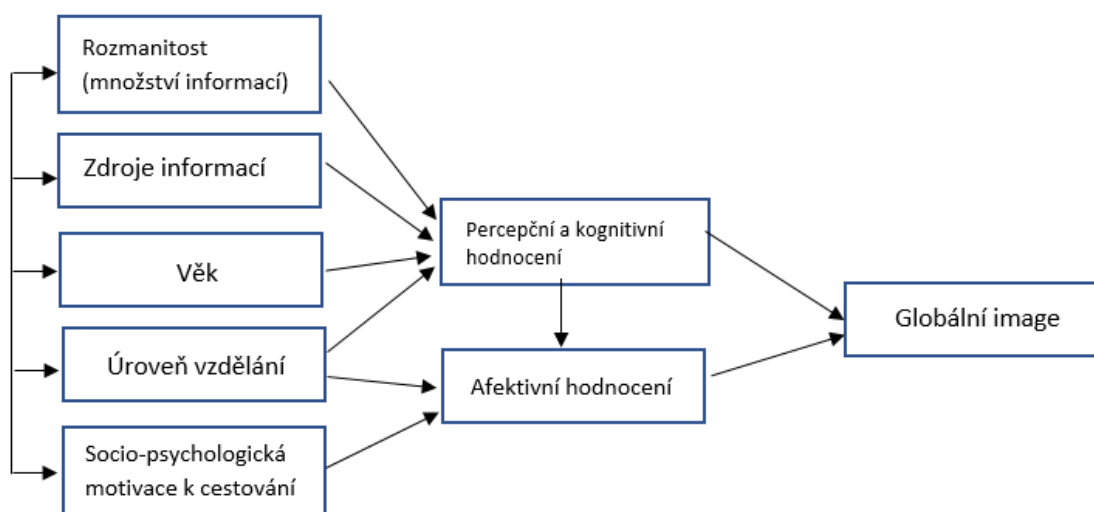 Rozmanitost
(množství informací)
Zdroje informací
Věk
Úroveň vzdělání
Socio-psychologická
motivace k cestování
Percepční a kognitivní
hodnocení
Afektivní hodnocení
Globální image